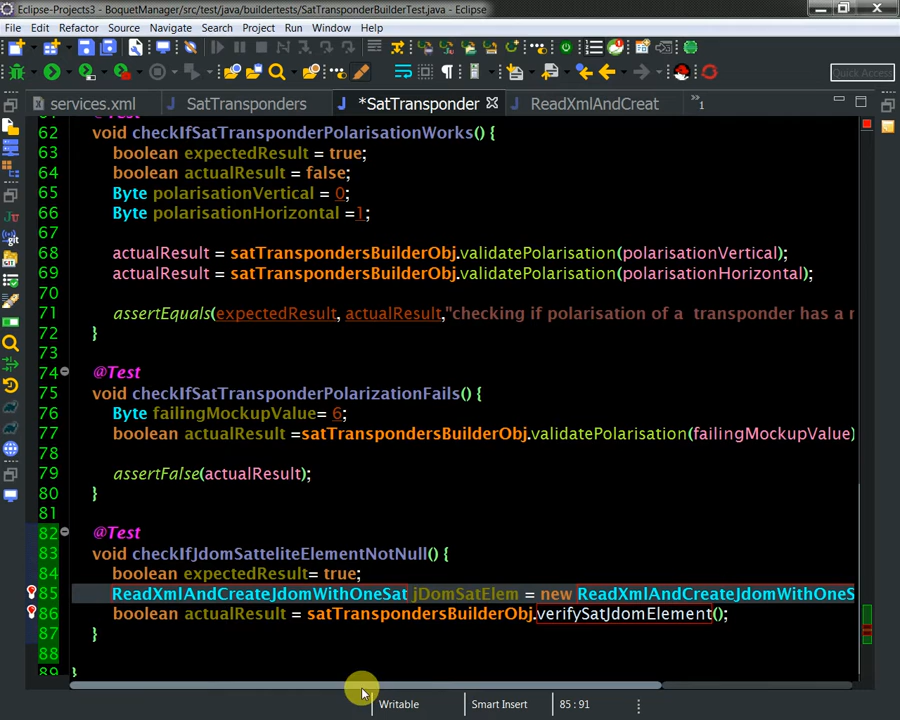 Eclipse-Projects3 - BoquetManager/src/test/java/buildertests/SatTransponderBuilderTest.java - Eclipse
File Edit Refactor Source Navigate Search Project Run Window Help
Quick Access
services.xml SatTransponders *SatTransponder ReadXmlAndCreat »1
62 void checkIfSatTransponderPolarisationWorks() {
63 boolean expectedResult = true;
64 boolean actualResult = false;
65 Byte polarisationVertical = 0;
66 Byte polarisationHorizontal =1;
67
68 actualResult = satTranspondersBuilderObj.validatePolarisation(polarisationVertical);
69 actualResult = satTranspondersBuilderObj.validatePolarisation(polarisationHorizontal);
70
71 assertEquals(expectedResult, actualResult,"checking if polarisation of a  transponder has a
72 }
73
74 @Test
75 void checkIfSatTransponderPolarizationFails() {
76 Byte failingMockupValue= 6;
77 boolean actualResult =satTranspondersBuilderObj.validatePolarisation(failingMockupValue)
78
79 assertFalse(actualResult);
80 }
81
82 @Test
83 void checkIfJdomSatteliteElementNotNull() {
84 boolean expectedResult= true;
85 ReadXmlAndCreateJdomWithOneSat jDomSatElem = new ReadXmlAndCreateJdomWithOneS
86 boolean actualResult = satTranspondersBuilderObj.verifySatJdomElement();
87 }
88
89 }
Writable Smart Insert 85 : 91